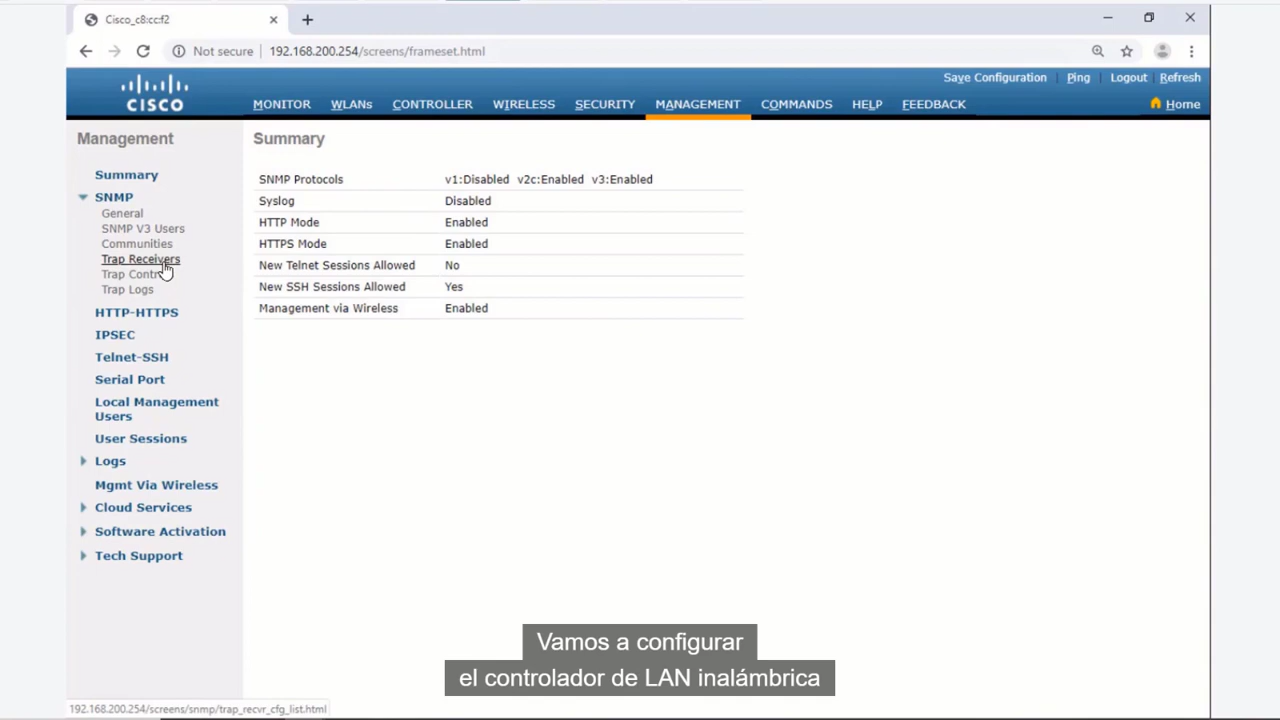 Cisco_c8:cc:f2
Not secure | 192.168.200.254/screens/frameset.html
Save Configuration | Ping | Logout | Refresh
CISCO
MONITOR WLANs CONTROLLER WIRELESS SECURITY MANAGEMENT COMMANDS HELP FEEDBACK Home
Management
Summary
SNMP
General
SNMP V3 Users
Communities
Trap Receivers
Trap Contr
Trap Logs
HTTP-HTTPS
IPSEC
Telnet-SSH
Serial Port
Local Management
Users
User Sessions
Logs
Mgmt Via Wireless
Cloud Services
Software Activation
Tech Support
Summary
SNMP Protocols v1:Disabled v2c:Enabled v3:Enabled
Syslog Disabled
HTTP Mode Enabled
HTTPS Mode Enabled
New Telnet Sessions Allowed No
New SSH Sessions Allowed Yes
Management via Wireless Enabled
Vamos a configurar
el controlador de LAN inalámbrica
192.168.200.254/screens/snmp/trap_recvr_cfg_list.html